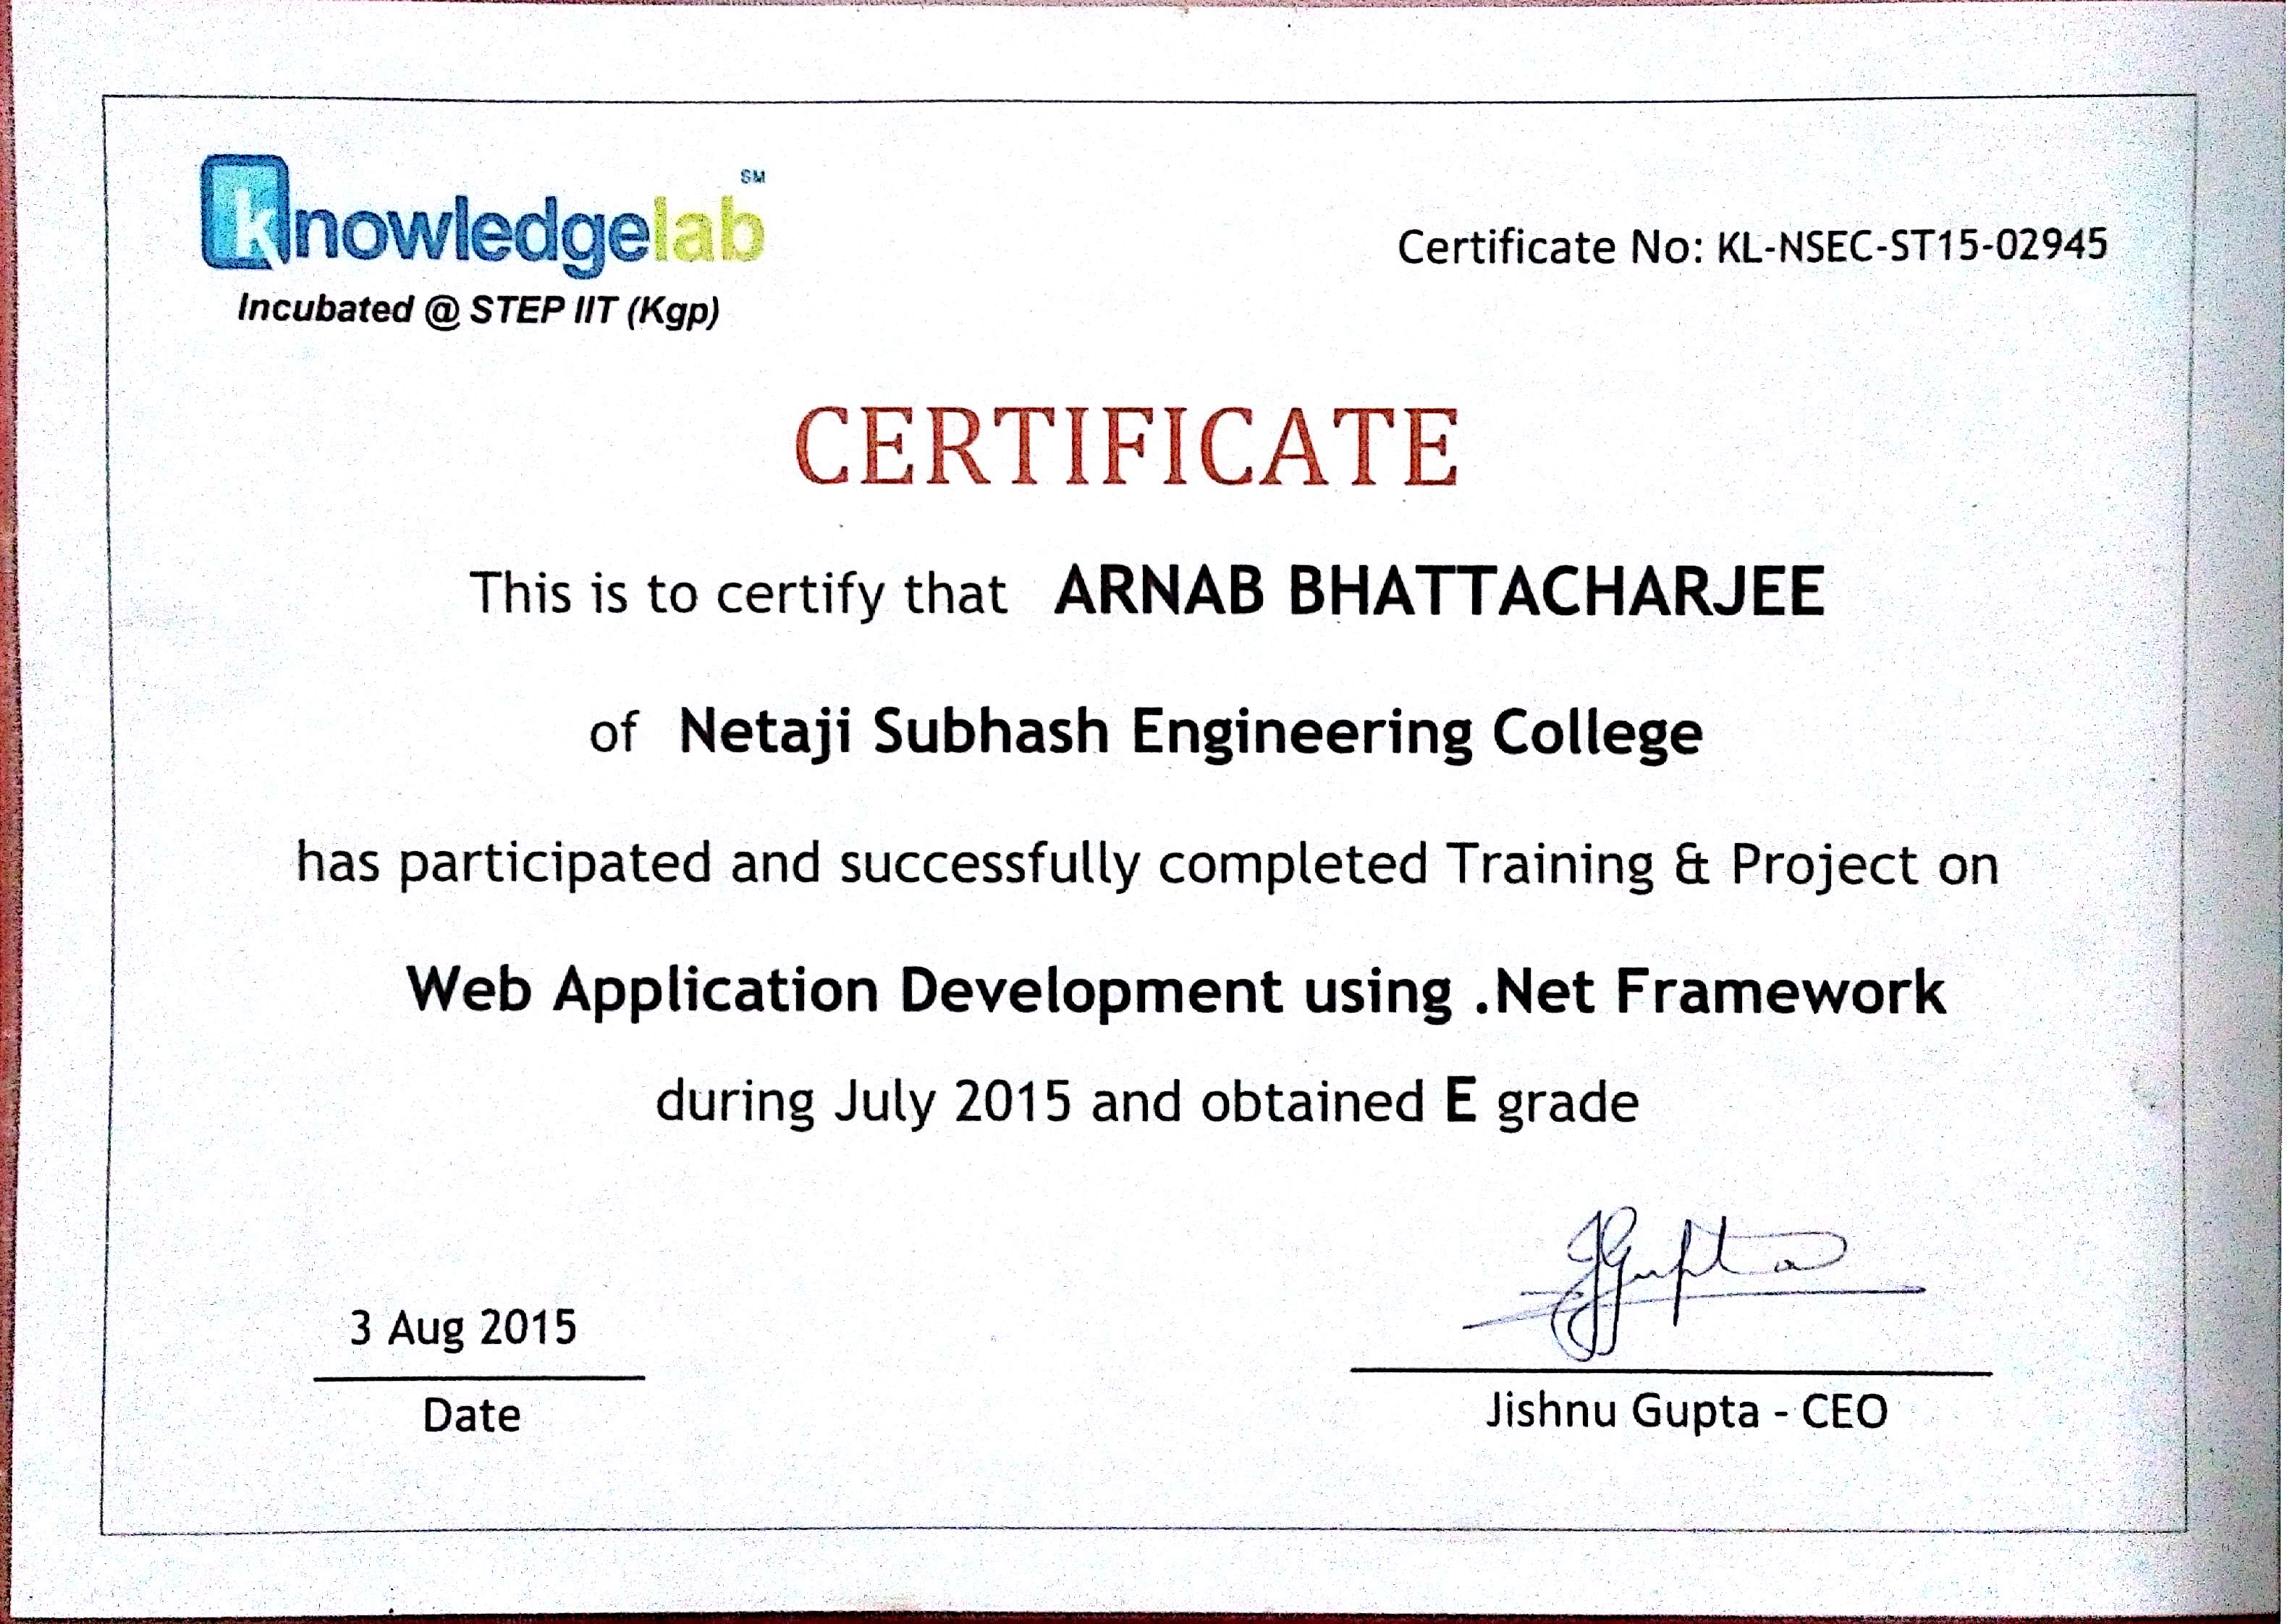 knowledgelab SM
Incubated @ STEP IIT (Kgp)
Certificate No: KL-NSEC-ST15-02945
CERTIFICATE
This is to certify that ARNAB BHATTACHARJEE
of Netaji Subhash Engineering College
has participated and successfully completed Training & Project on
Web Application Development using .Net Framework
during July 2015 and obtained E grade
JGupta
3 Aug 2015
Date
Jishnu Gupta - CEO